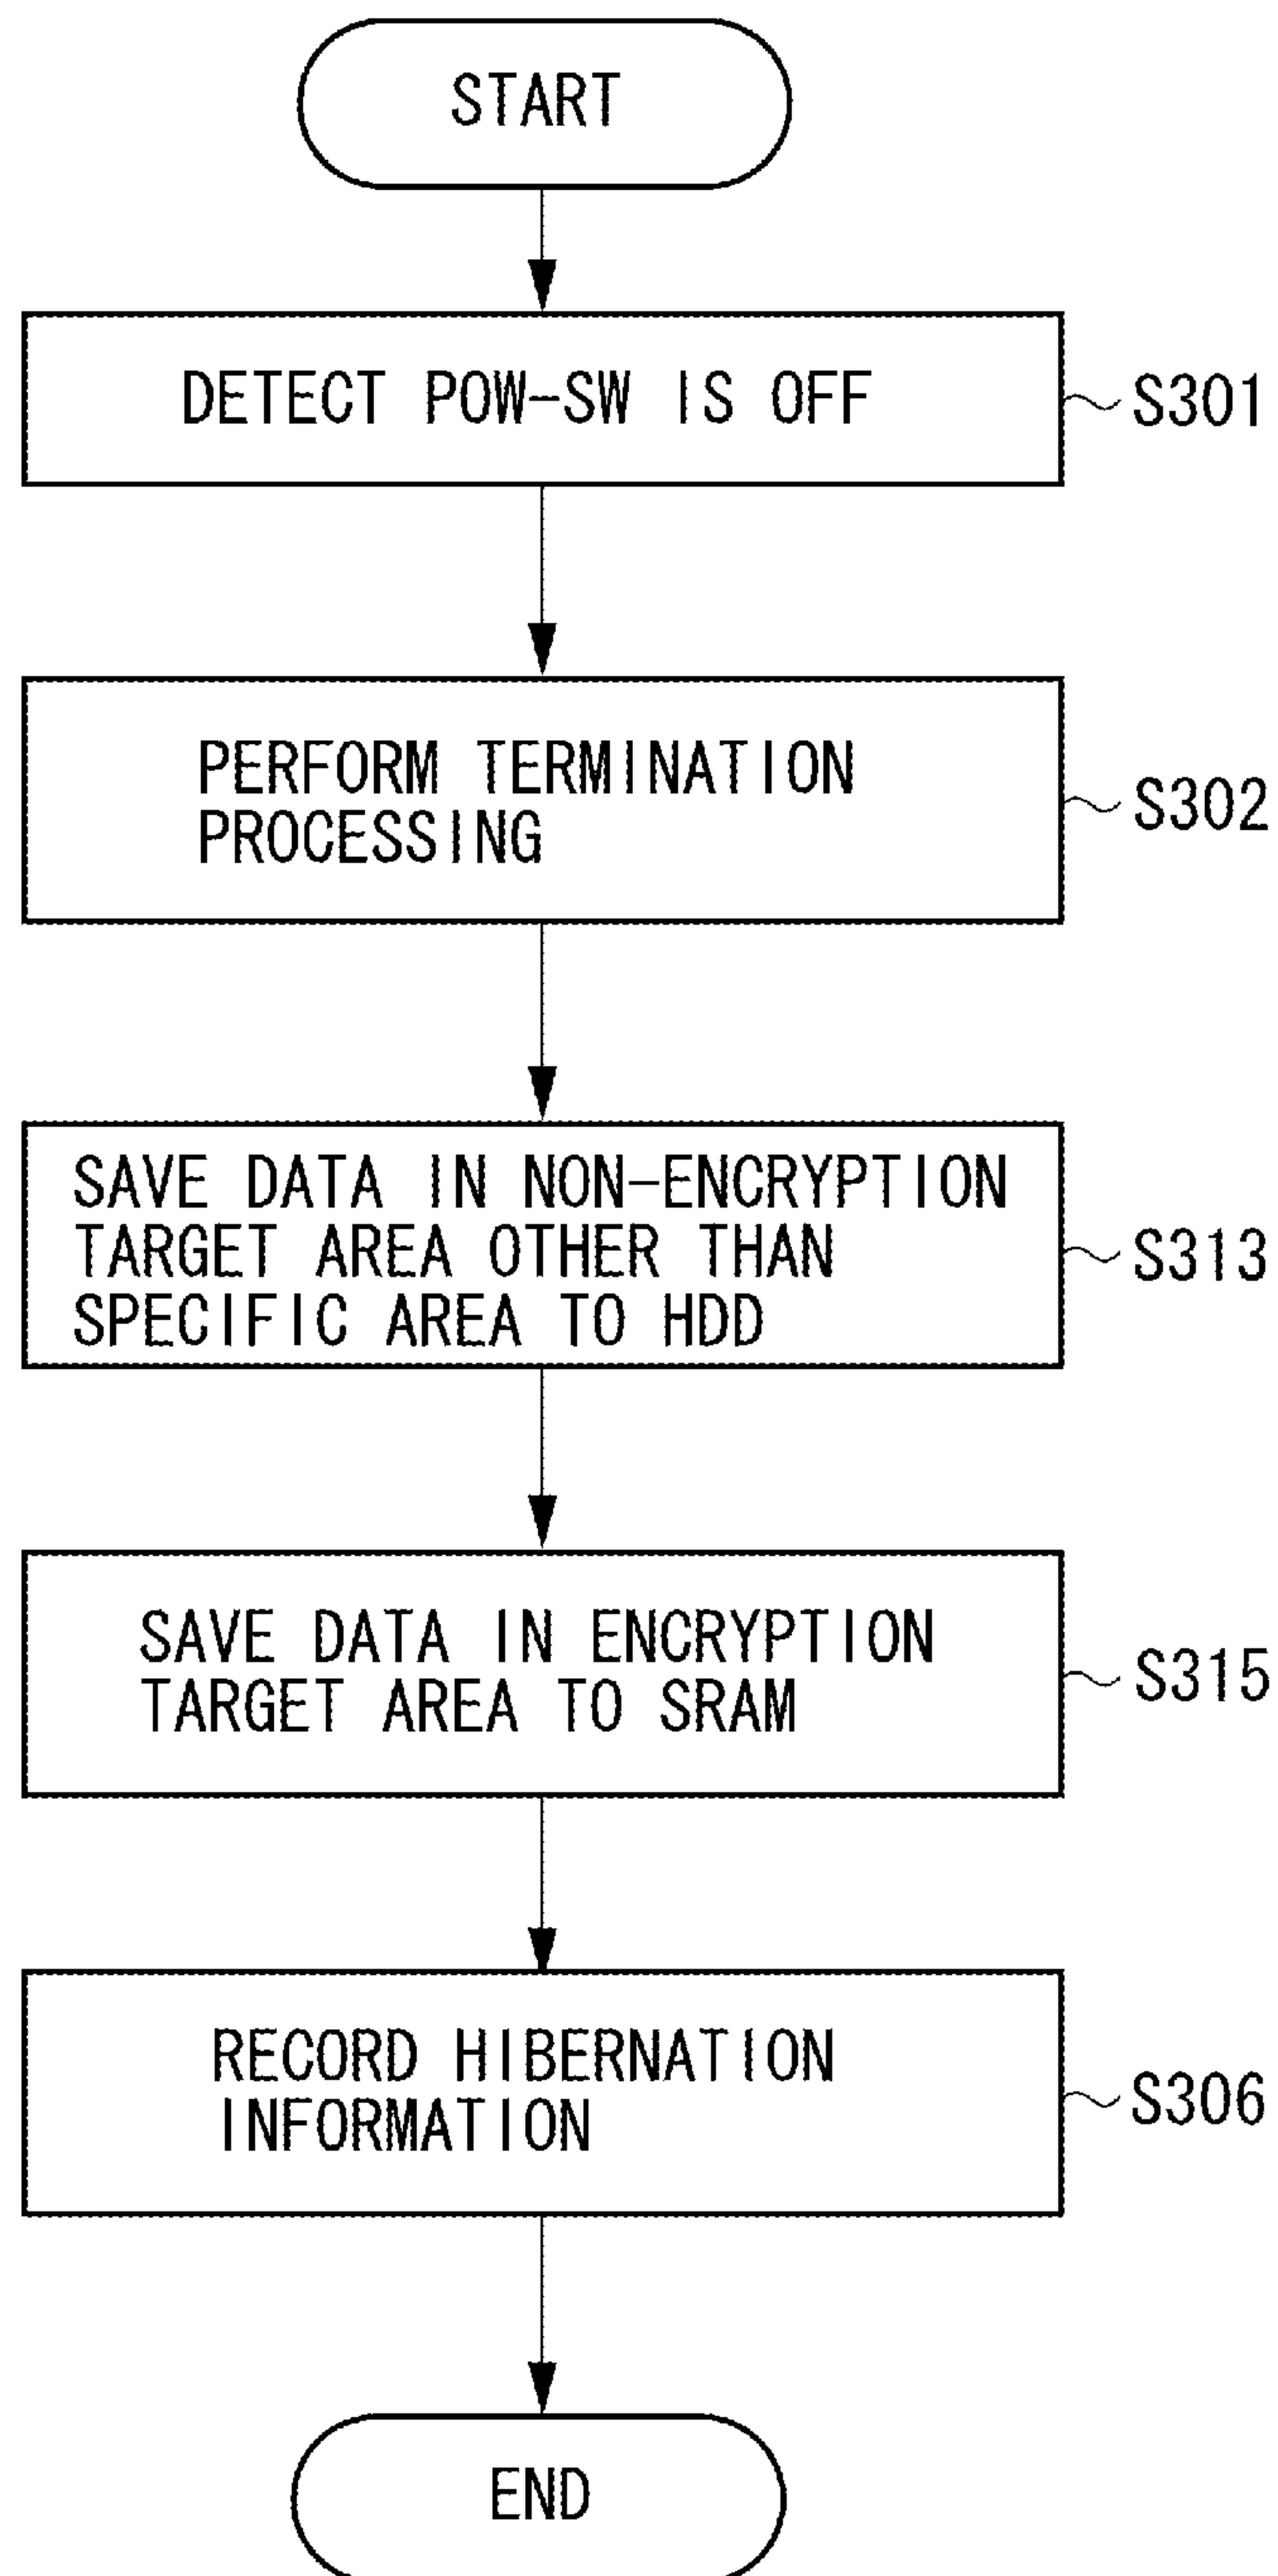 START
DETECT POW-SW IS OFF
S301
PERFORM TERMINATION
PROCESSING
S302
SAVE DATA IN NON-ENCRYPTION
TARGET AREA OTHER THAN
SPECIFIC AREA TO HDD
S313
SAVE DATA IN ENCRYPTION
TARGET AREA TO SRAM
S315
RECORD HIBERNATION
INFORMATION
S306
END